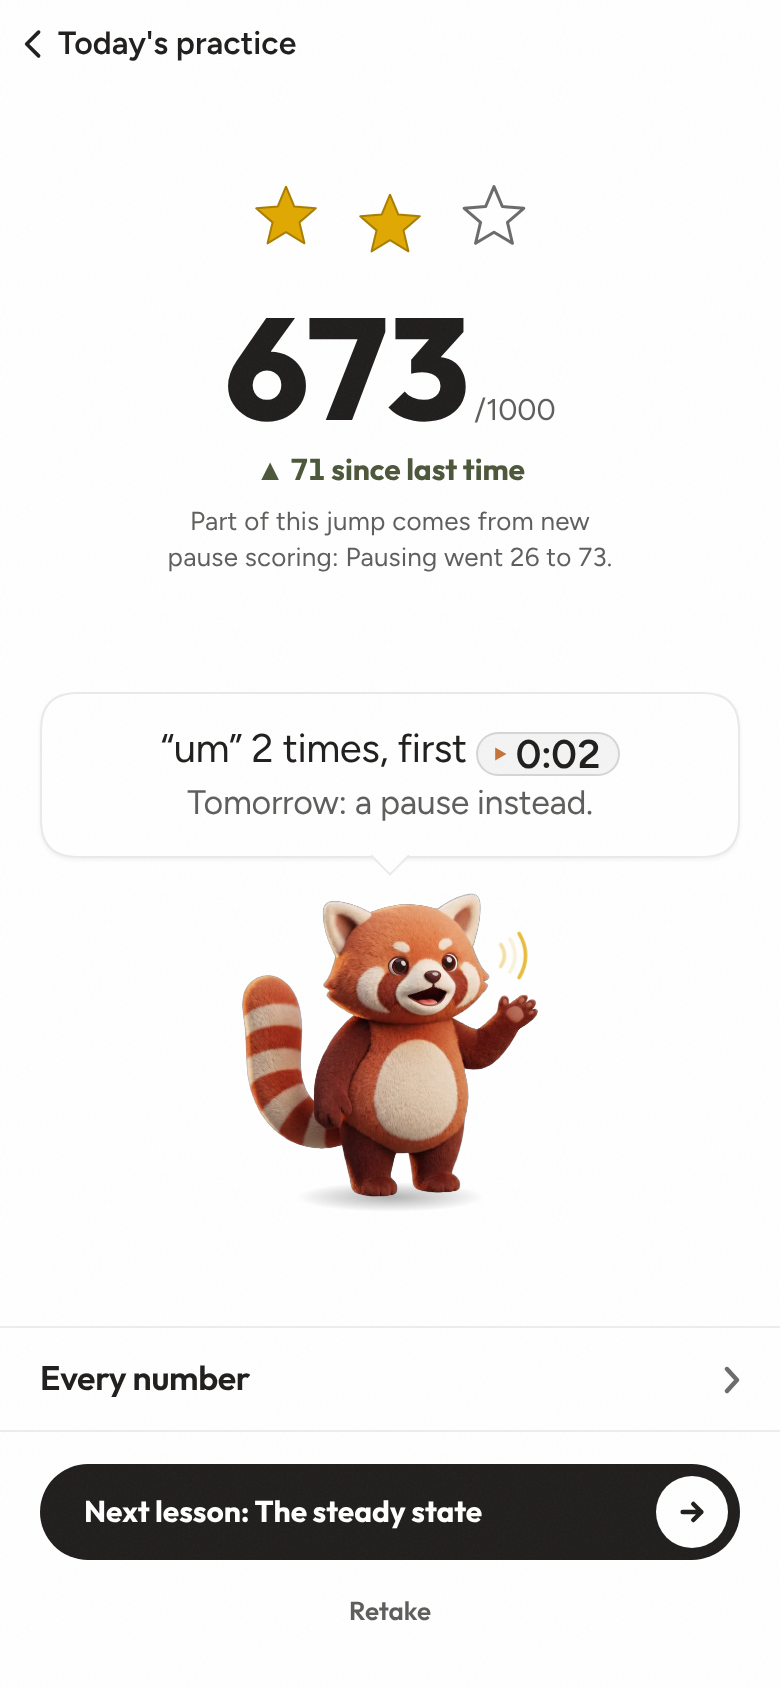 Today's practice
673/1000
▲ 71 since last time
Part of this jump comes from new
pause scoring: Pausing went 26 to 73.
“um” 2 times, first ▸ 0:02
Tomorrow: a pause instead.
Every number
Next lesson: The steady state
Retake